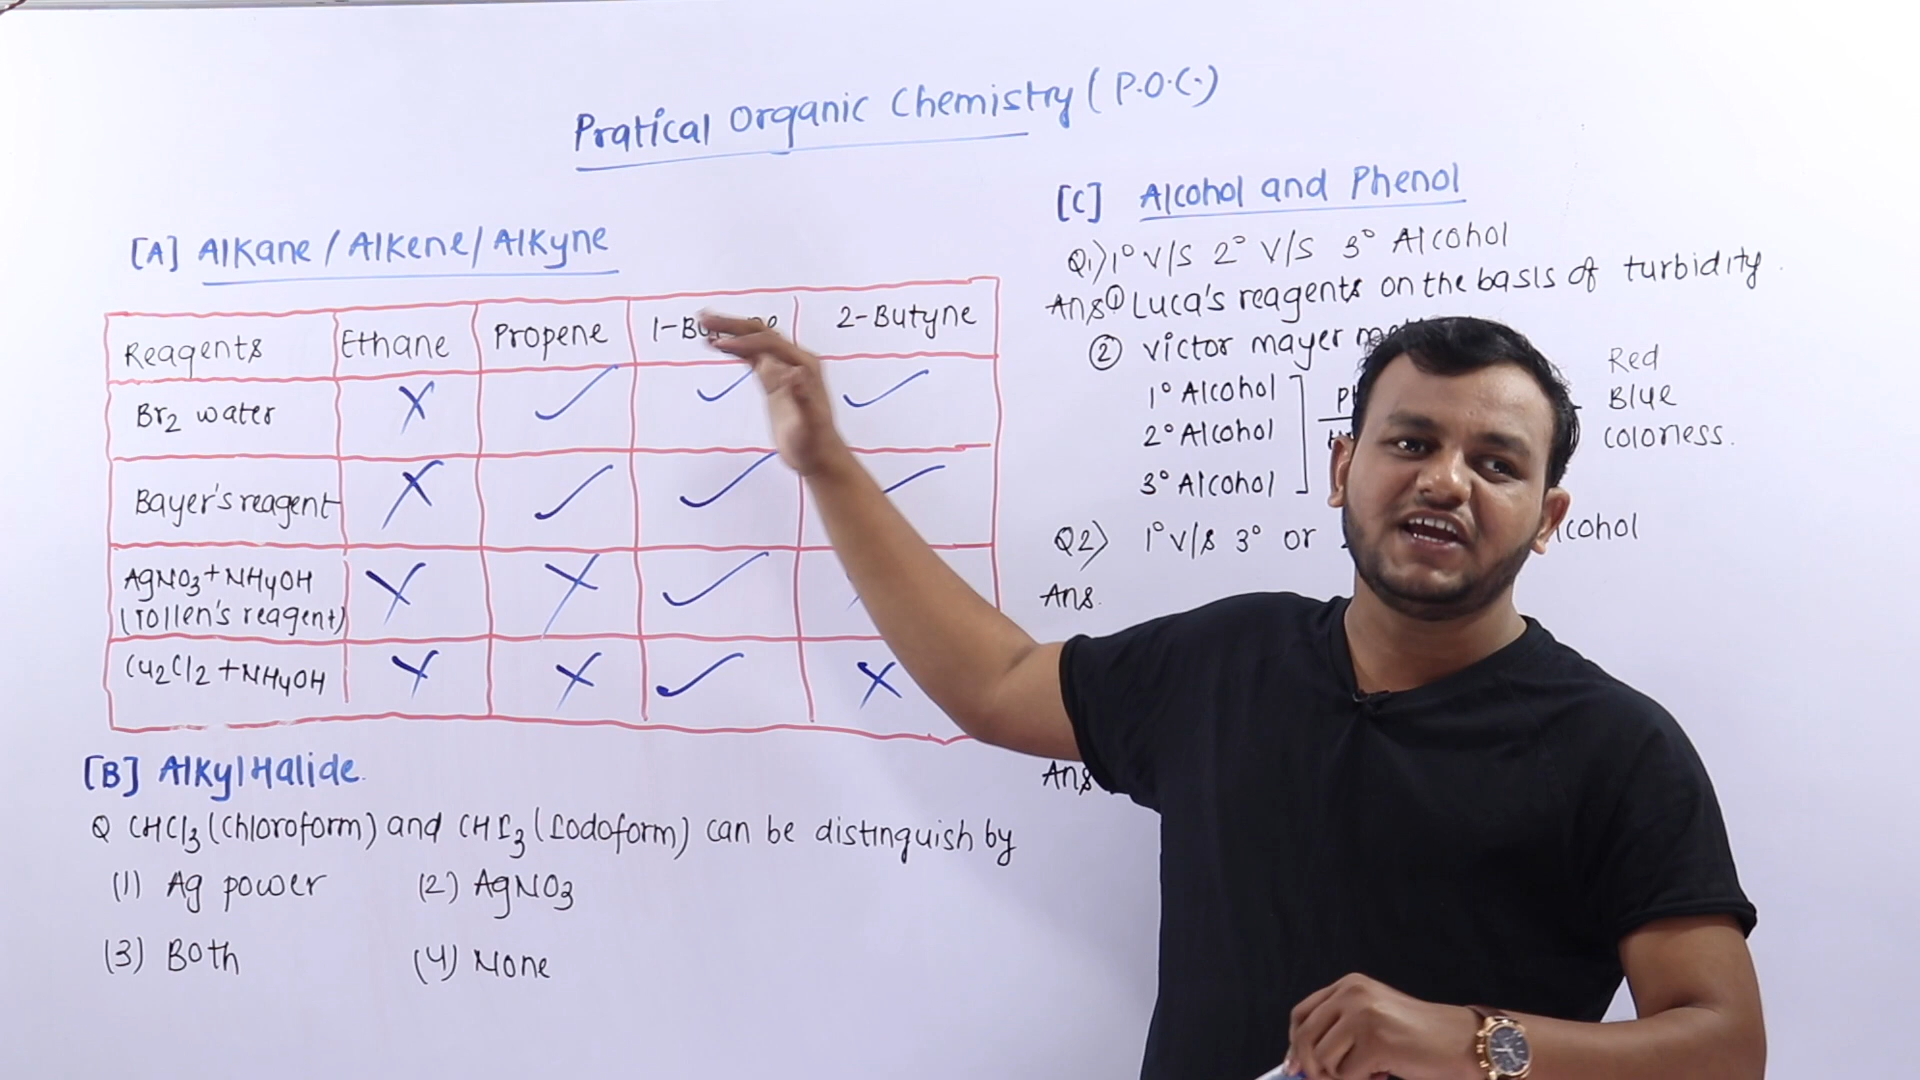 Pratical Organic Chemistry (P.O.C.)
[A] Alkane / Alkene / Alkyne
Reagents Ethane Propene 2-Butyne
Br2 water X ✓ ✓ ✓
Bayer's reagent X ✓ ✓ ✓
AgNO3 + NH4OH X X ✓
(Tollen's reagent)
Cu2Cl2 + NH4OH X X ✓ X
[B] Alkyl Halide.
Q CHCl3 (Chloroform) and CHI3 (Iodoform) can be distinguish by
(1) Ag power (2) AgNO3
(3) Both (4) None
[C] Alcohol and Phenol
Q1) 1° V/S 2° V/S 3° Alcohol
Ans ① Luca's reagents on the basis of turbidity.
② victor mayer
1° Alcohol Red
2° Alcohol Blue
3° Alcohol colorless.
Q2) 1° V/S 3° or
Ans.
Ans